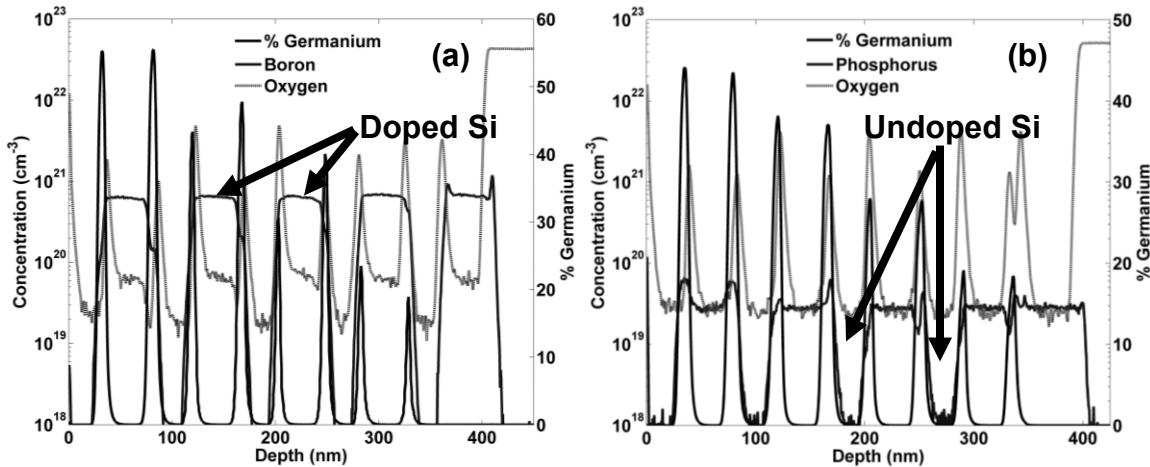 (a)
% Germanium
Boron
Oxygen
Doped Si
Concentration (cm⁻³)
10²³
10²²
10²¹
10²⁰
10¹⁹
10¹⁸
0
100
200
300
400
Depth (nm)
60
50
40
30
20
10
0
% Germanium
(b)
% Germanium
Phosphorus
Oxygen
Undoped Si
Concentration (cm⁻³)
10²³
10²²
10²¹
10²⁰
10¹⁹
10¹⁸
0
100
200
300
400
Depth (nm)
50
40
30
20
10
0
% Germanium